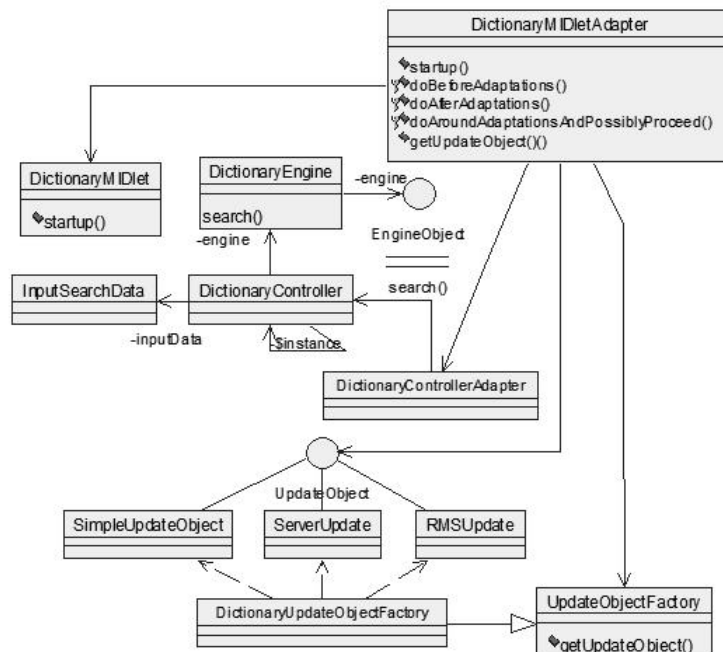 DictionaryMIDletAdapter
startup()
doBeforeAdaptations()
doAfterAdaptations()
doAroundAdaptationsAndPossiblyProceed()
getUpdateObject()()
DictionaryMIDlet
startup()
DictionaryEngine
search()
-engine
-engine
EngineObject
search()
InputSearchData
DictionaryController
-inputData
-$instance
DictionaryControllerAdapter
UpdateObject
SimpleUpdateObject
ServerUpdate
RMSUpdate
DictionaryUpdateObjectFactory
UpdateObjectFactory
getUpdateObject()